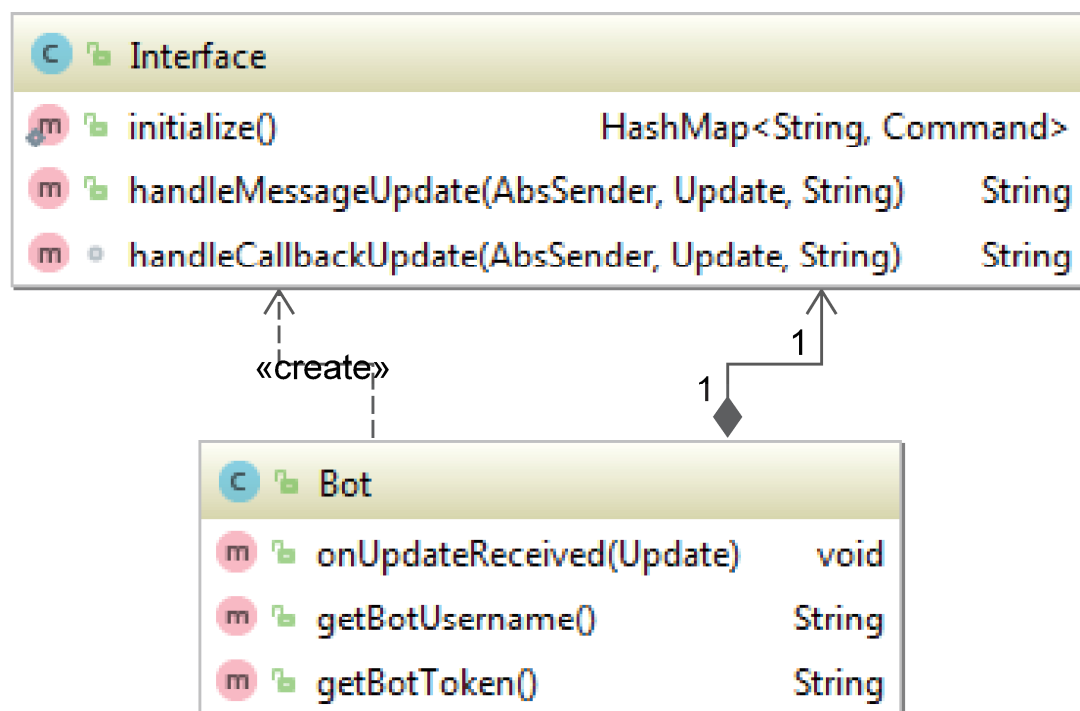 C Interface
m initialize() HashMap<String, Command>
m handleMessageUpdate(AbsSender, Update, String) String
m handleCallbackUpdate(AbsSender, Update, String) String
1
«create»
1
C Bot
m onUpdateReceived(Update) void
m getBotUsername() String
m getBotToken() String